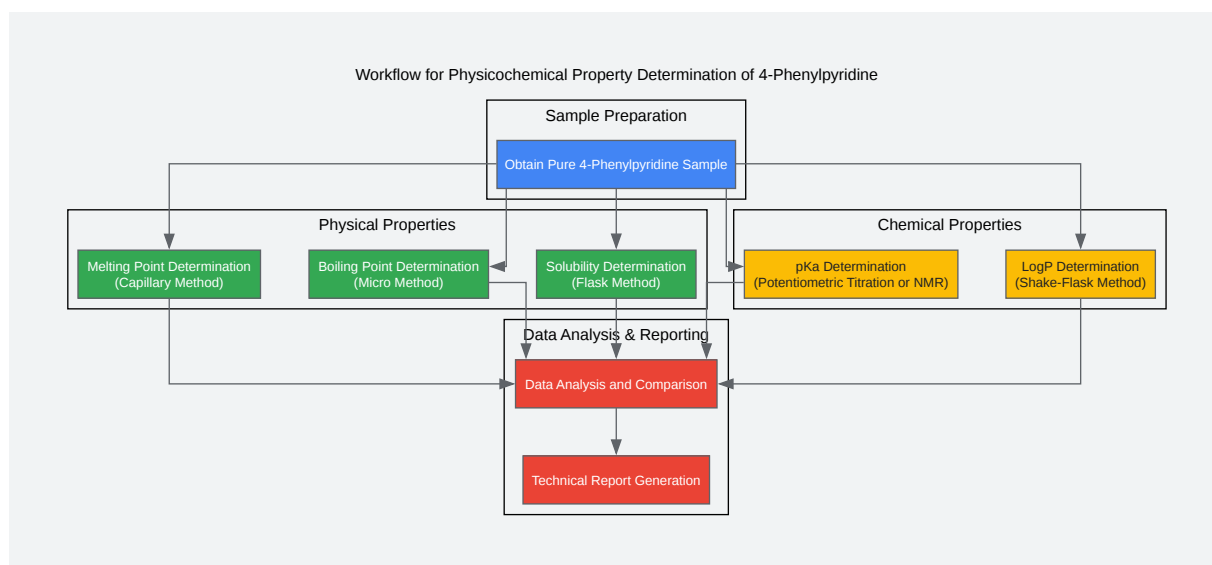 Workflow for Physicochemical Property Determination of 4-Phenylpyridine
Sample Preparation
Obtain Pure 4-Phenylpyridine Sample
Physical Properties
Melting Point Determination
(Capillary Method)
Boiling Point Determination
(Micro Method)
Solubility Determination
(Flask Method)
Chemical Properties
pKa Determination
(Potentiometric Titration or NMR)
LogP Determination
(Shake-Flask Method)
Data Analysis & Reporting
Data Analysis and Comparison
Technical Report Generation